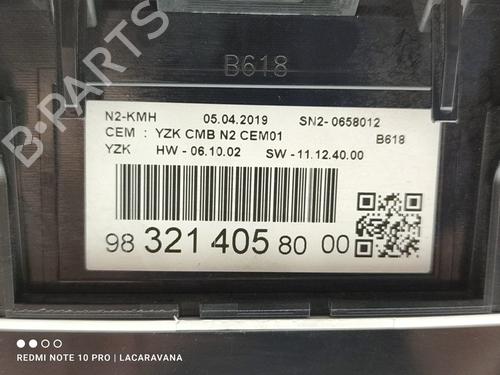 B-PARTS
B618
N2-KMH 05.04.2019 SN2- 0658012
CEM : YZK CMB N2 CEM01 B618
YZK HW - 06.10.02 SW - 11.12.40.00
98 321 405 80 00
REDMI NOTE 10 PRO | LACARAVANA